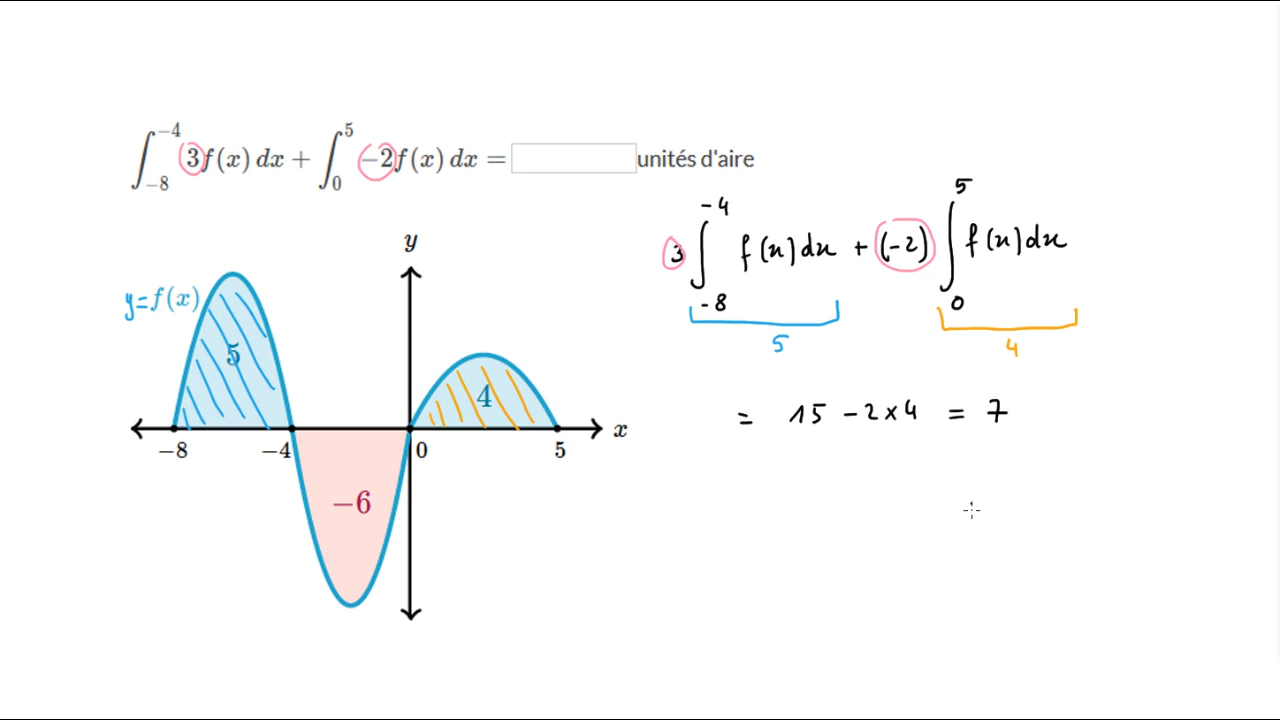 ∫_{-8}^{-4} 3f(x) dx + ∫_{0}^{5} −2f(x) dx = unités d'aire
3 ∫_{-8}^{-4} f(x)dx + (-2) ∫_{0}^{5} f(x)dx
5
4
= 15 - 2 × 4 = 7
y
y=f(x)
5
4
x
−8
−4
0
5
−6